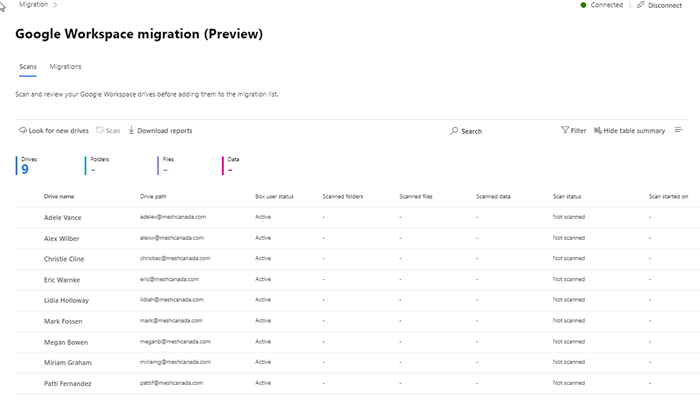 Migration >
Connected Disconnect
Google Workspace migration (Preview)
Scans Migrations
Scan and review your Google Workspace drives before adding them to the migration list.
Look for new drives Scan Download reports Search Filter Hide table summary
Drives Folders Files Data
9 - - -
Drive name Drive path Box user status Scanned folders Scanned files Scanned data Scan status Scan started on
Adele Vance adelev@meshcanada.com Active - - - Not scanned -
Alex Wilber alexw@meshcanada.com Active - - - Not scanned -
Christie Cline christiec@meshcanada.com Active - - - Not scanned -
Eric Warnke eric@meshcanada.com Active - - - Not scanned -
Lidia Holloway lidiah@meshcanada.com Active - - - Not scanned -
Mark Fossen mark@meshcanada.com Active - - - Not scanned -
Megan Bowen meganb@meshcanada.com Active - - - Not scanned -
Miriam Graham miriamg@meshcanada.com Active - - - Not scanned -
Patti Fernandez pattif@meshcanada.com Active - - - Not scanned -